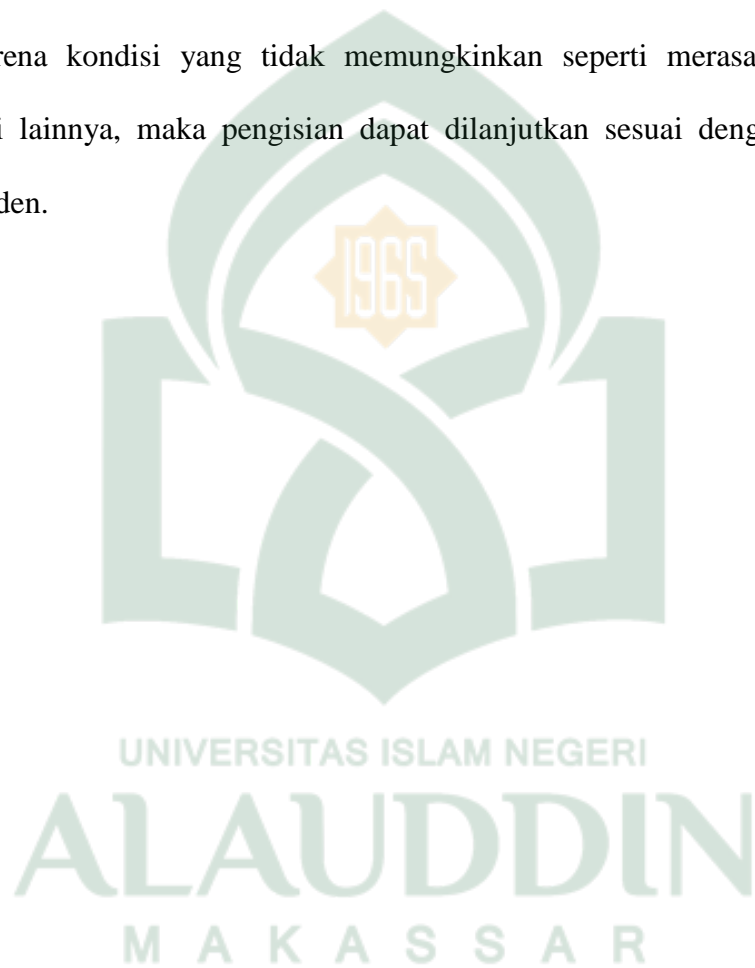 rena kondisi yang tidak memungkinkan seperti merasa
i lainnya, maka pengisian dapat dilanjutkan sesuai deng
den.
1965
UNIVERSITAS ISLAM NEGERI
ALAUDDIN
MAKASSAR